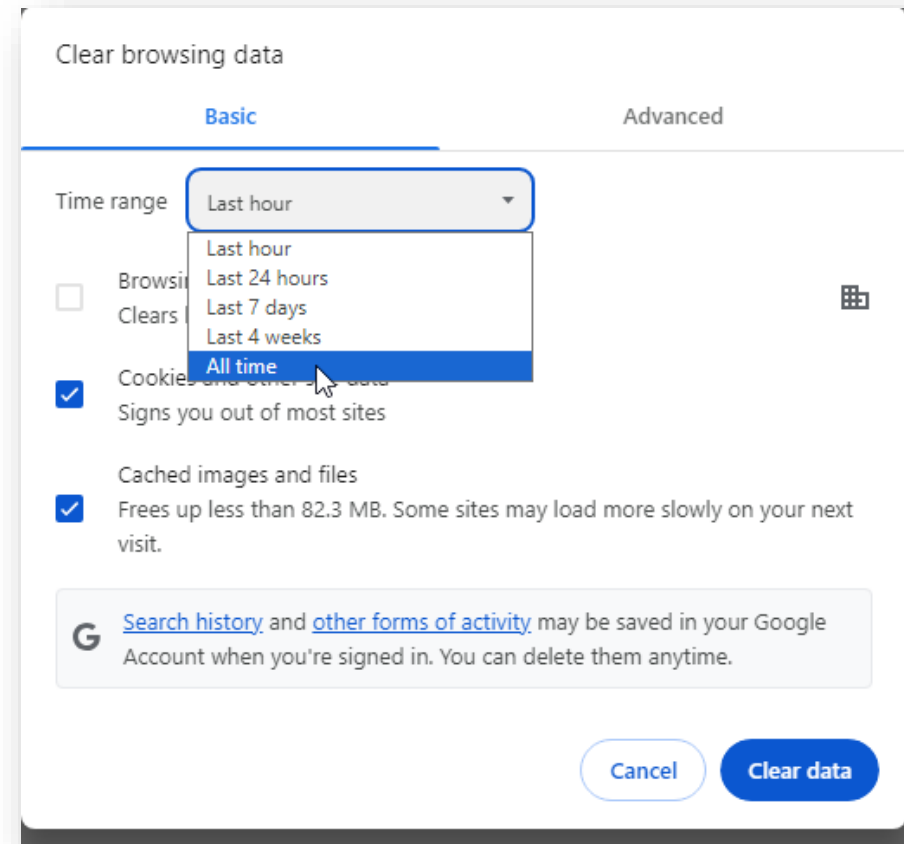 Clear browsing data
Basic
Advanced
Time range
Last hour
Last hour
Last 24 hours
Last 7 days
Last 4 weeks
All time
Clears
Signs you out of most sites
Cached images and files
Frees up less than 82.3 MB. Some sites may load more slowly on your next
visit.
G
Search history and other forms of activity may be saved in your Google
Account when you're signed in. You can delete them anytime.
Cancel
Clear data